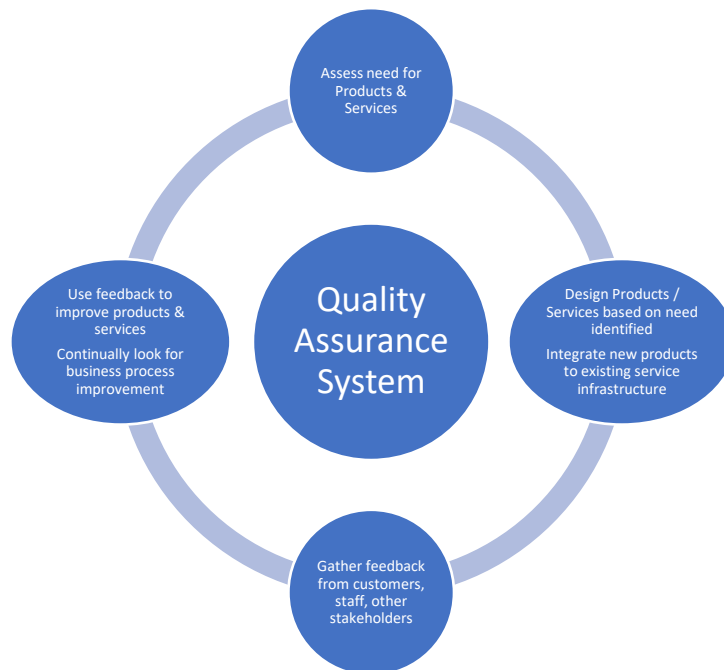 Assess need for
Products &
Services
Use feedback to
improve products &
services
Continually look for
business process
improvement
Quality
Assurance
System
Design Products /
Services based on need
identified
Integrate new products
to existing service
infrastructure
Gather feedback
from customers,
staff, other
stakeholders